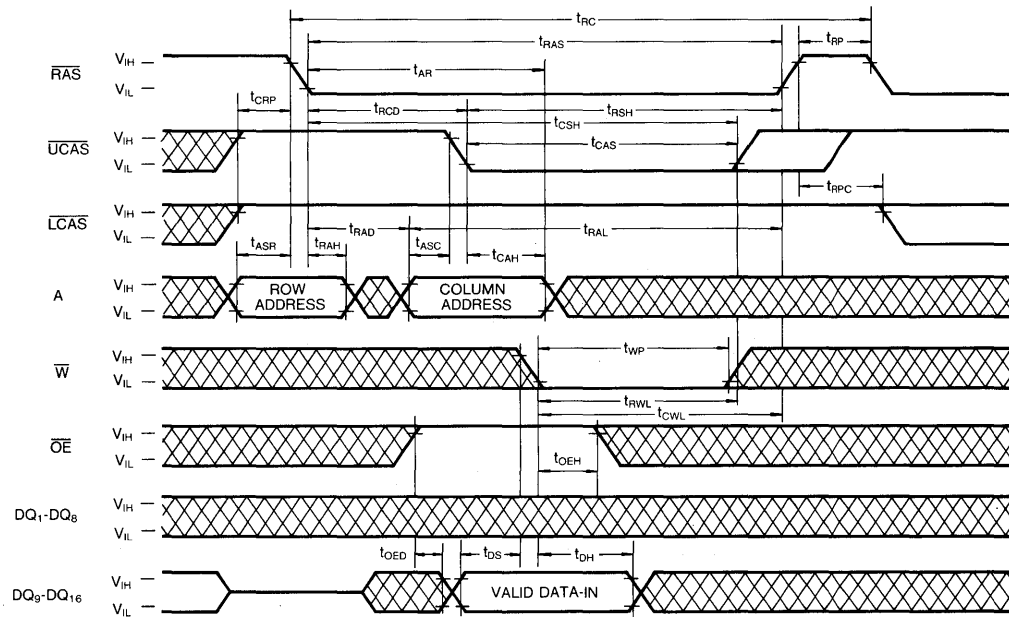 tRC
tRAS
tRP
VIH
RAS
VIL
tAR
tCRP
tRCD
tRSH
tCSH
VIH
UCAS
VIL
tCAS
tRPC
VIH
LCAS
VIL
tRAD
tRAL
tASR
tRAH
tASC
tCAH
VIH
A
VIL
ROW
ADDRESS
COLUMN
ADDRESS
VIH
W
VIL
tWP
tRWL
tCWL
VIH
OE
VIL
tOEH
VIH
DQ1-DQ8
VIL
tOED
tDS
tDH
VIH
DQ9-DQ16
VIL
VALID DATA-IN